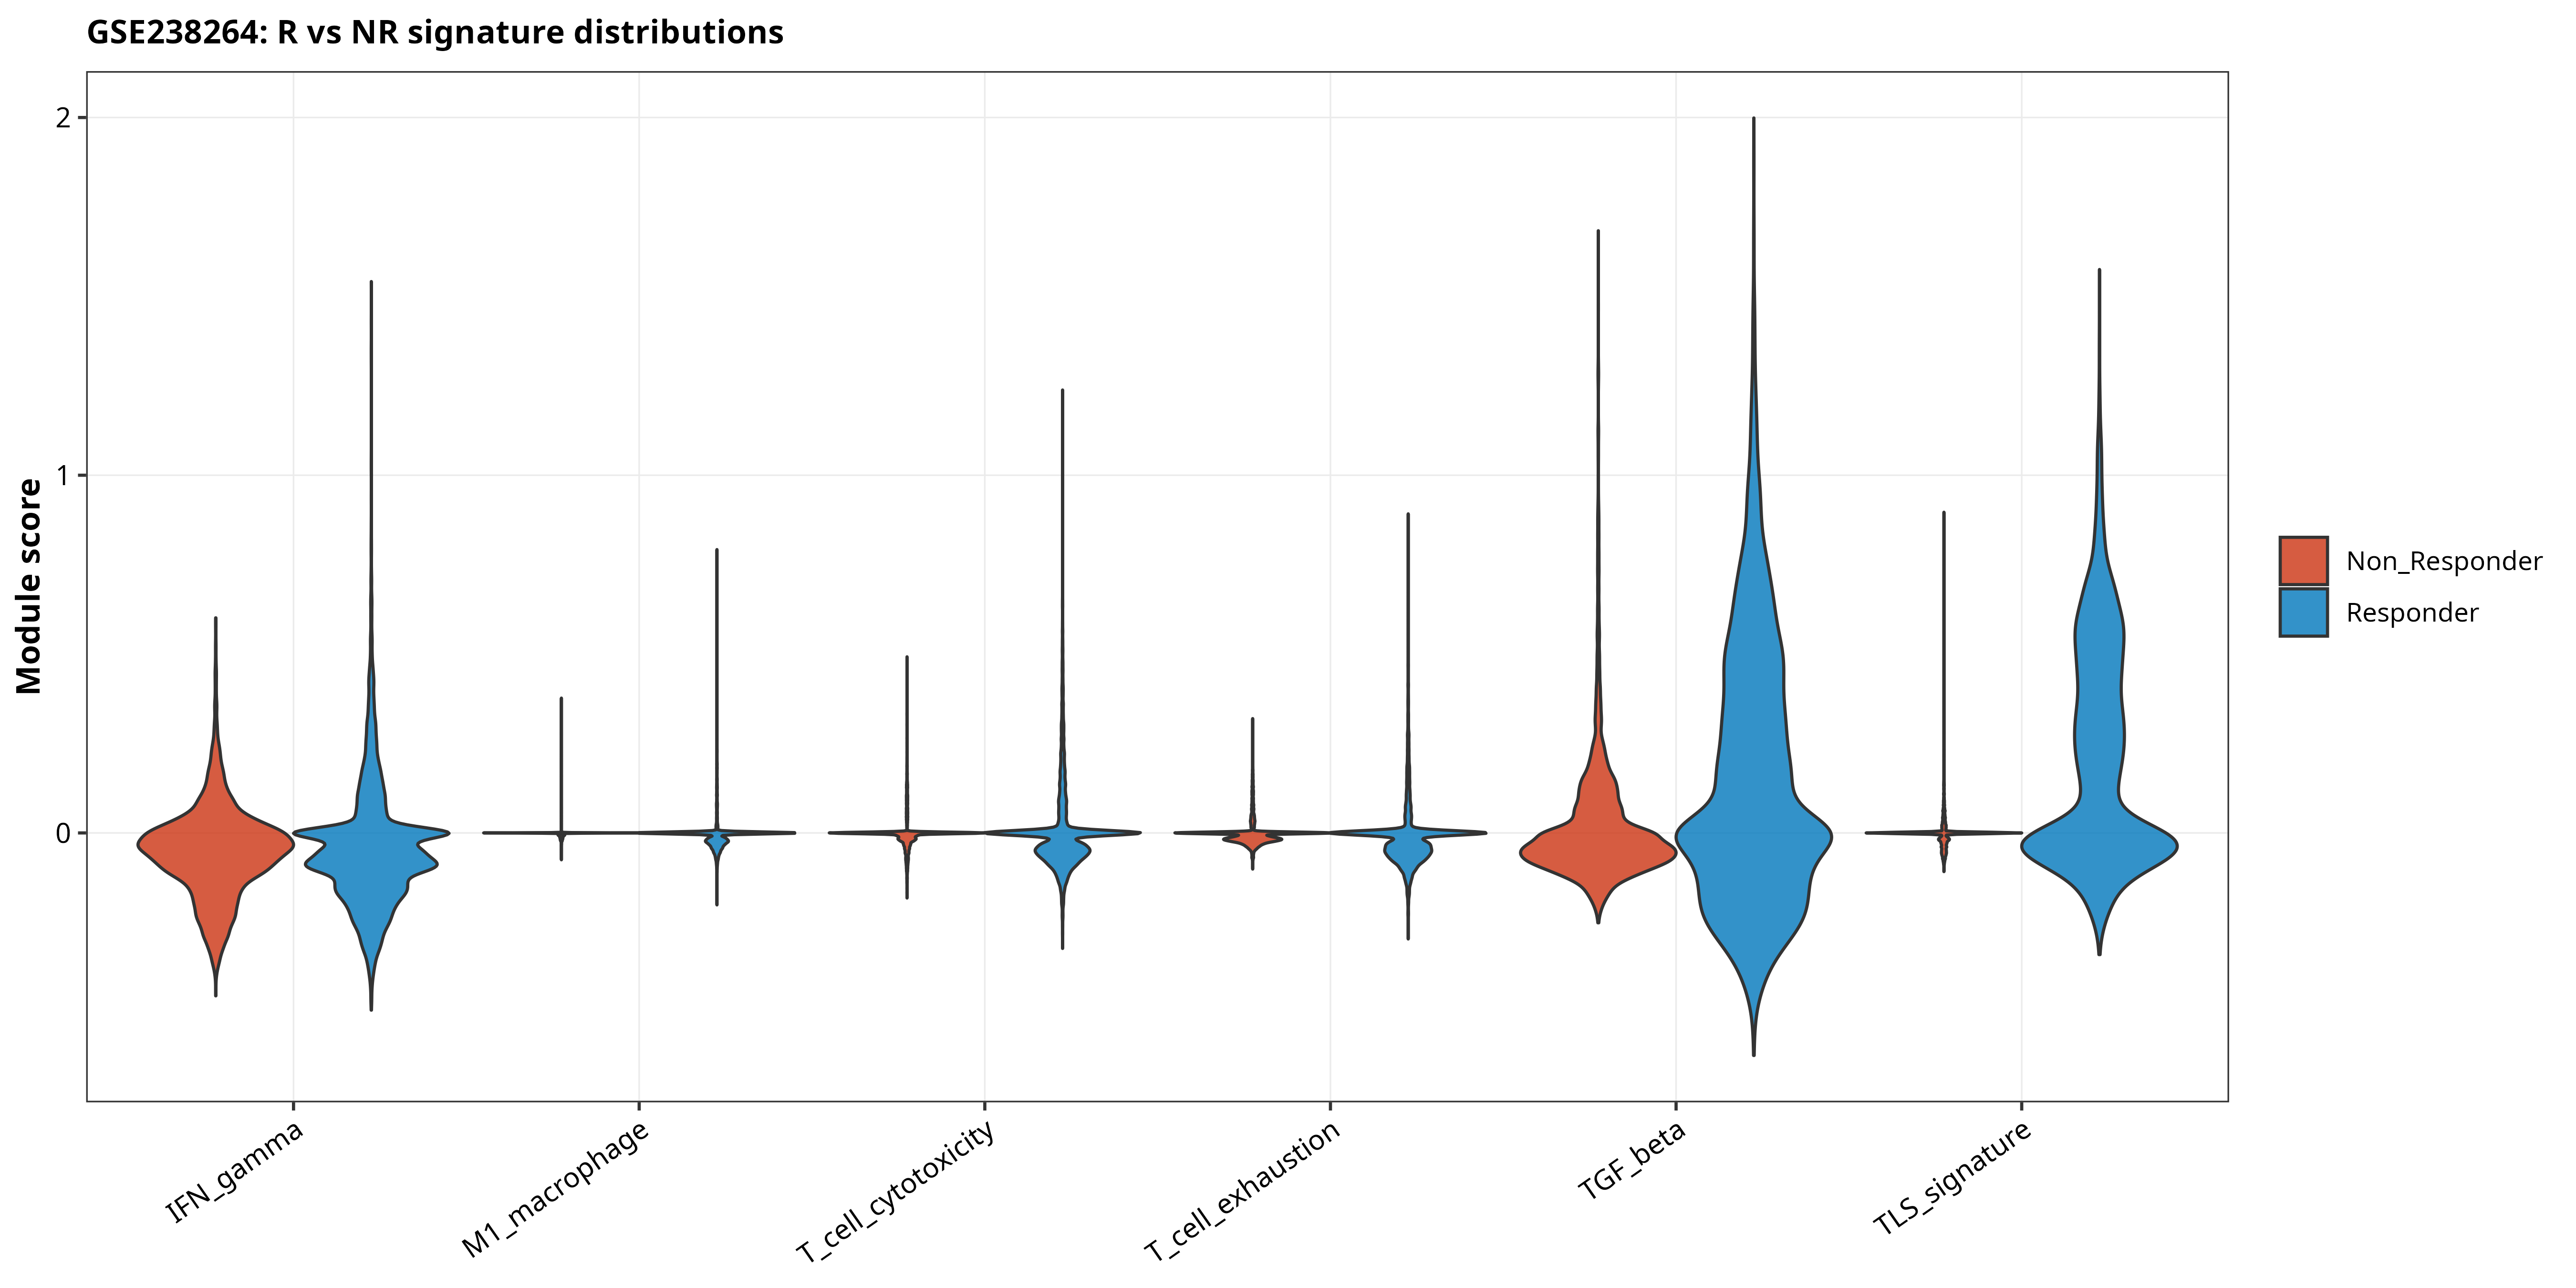 GSE238264: R vs NR signature distributions
Module score
2
1
0
IFN_gamma
M1_macrophage
T_cell_cytotoxicity
T_cell_exhaustion
TGF_beta
TLS_signature
Non_Responder
Responder